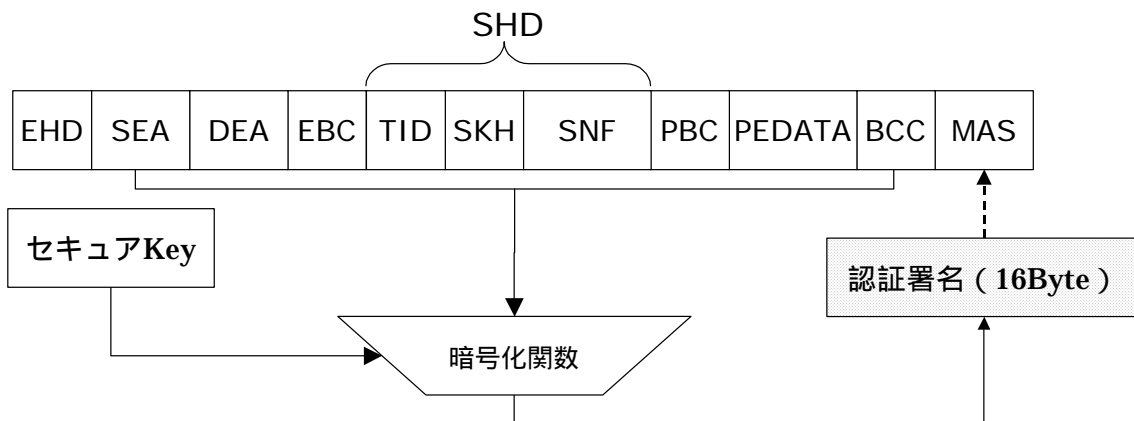 SHD
EHD SEA DEA EBC TID SKH SNF PBC PEDATA BCC MAS
セキュアKey
認証署名(16Byte)
暗号化関数